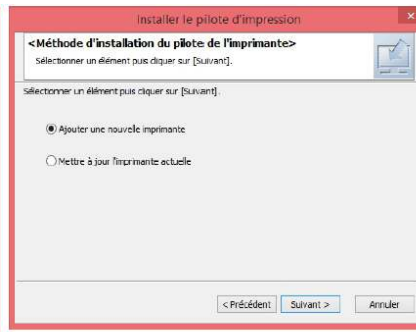 Installer le pilote d'impression
×
<Méthode d'installation du pilote de l'imprimante>
Sélectionner un élément puis cliquer sur [Suivant].
Sélectionner un élément puis cliquer sur [Suivant].
Ajouter une nouvelle imprimante
Mettre à jour l'imprimante actuelle
< Précédent Suivant > Annuler